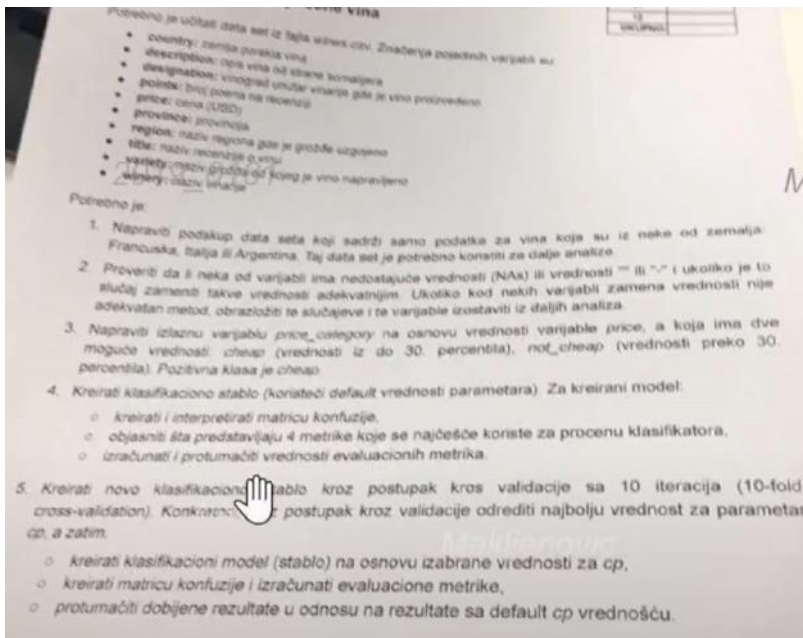 vina
UKUPNO
Potrebno je učitati data set iz fajla wines.csv. Značenja pojedinih varijabli su:
• country: zemlja porekla vina
• description: opis vina od strane somalijera
• designation: vinograd unutar vinarije gde je vino proizvedeno
• points: broj poena na recenziji
• price: cena (USD)
• province: provincija
• region: naziv regiona gde je grožđe uzgojeno
• title: naziv recenzije o vinu
• variety: naziv grožđa od kojeg je vino napravljeno
• winery: naziv vinarije
M
Potrebno je:
1. Napraviti podskup data seta koji sadrži samo podatke za vina koja su iz neke od zemalja:
Francuska, Italija ili Argentina. Taj data set je potrebno koristiti za dalje analize.
2. Proveriti da li neka od varijabli ima nedostajuće vrednosti (NAs) ili vrednosti "" ili "-" i ukoliko je to
slučaj zameniti takve vrednosti adekvatnijim. Ukoliko kod nekih varijabli zamena vrednosti nije
adekvatan metod, obrazložiti te slučajeve i te varijable izostaviti iz daljih analiza.
3. Napraviti izlaznu varijablu price_category na osnovu vrednosti varijable price, a koja ima dve
moguće vrednosti: cheap (vrednosti iz do 30. percentila), not_cheap (vrednosti preko 30.
percentila). Pozitivna klasa je cheap.
4. Kreirati klasifikaciono stablo (koristeći default vrednosti parametara). Za kreirani model:
○ kreirati i interpretirati matricu konfuzije,
○ objasniti šta predstavljaju 4 metrike koje se najčešće koriste za procenu klasifikatora,
○ izračunati i protumačiti vrednosti evaluacionih metrika.
5. Kreirati novo klasifikaciono stablo kroz postupak kros validacije sa 10 iteracija (10-fold
cross-validation). postupak kroz validacije odrediti najbolju vrednost za parametar
cp, a zatim,
○ kreirati klasifikacioni model (stablo) na osnovu izabrane vrednosti za cp,
○ kreirati matricu konfuzije i izračunati evaluacione metrike,
○ protumačiti dobijene rezultate u odnosu na rezultate sa default cp vrednošću.